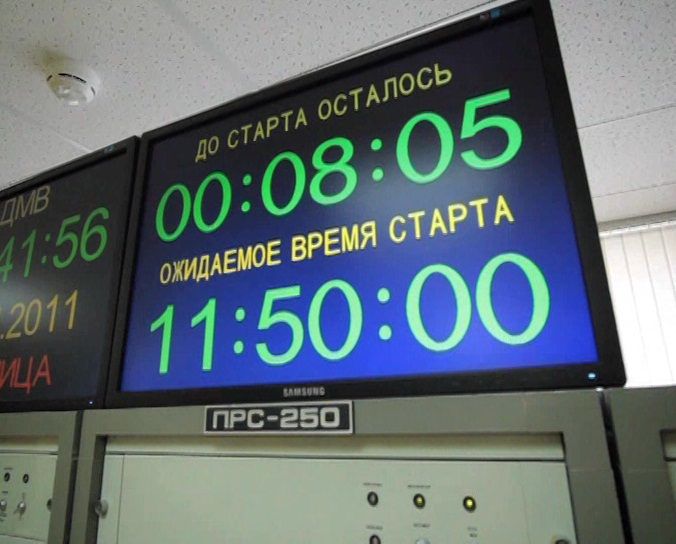 ДО СТАРТА ОСТАЛОСЬ
00:08:05
ОЖИДАЕМОЕ ВРЕМЯ СТАРТА
11:50:00
SAMSUNG
ПРС-250
ДМВ
41:56
.2011
ИЦА